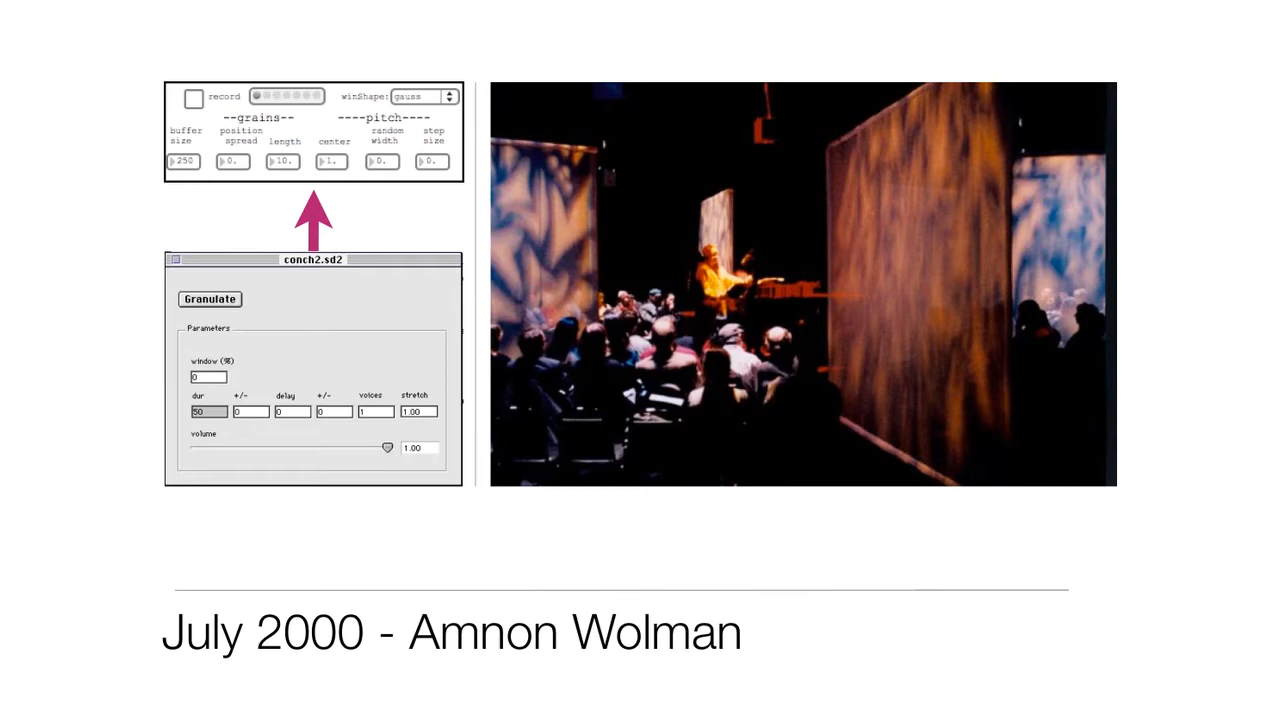 record winShape: gauss
--grains-- ----pitch----
buffer size position spread length center random width step size
250 0. 10. 1. 0. 0.
conch2.sd2
Granulate
Parameters
window (%)
0
dur +/- delay +/- voices stretch
50 0 0 0 1 1.00
volume
1.00
July 2000 - Amnon Wolman